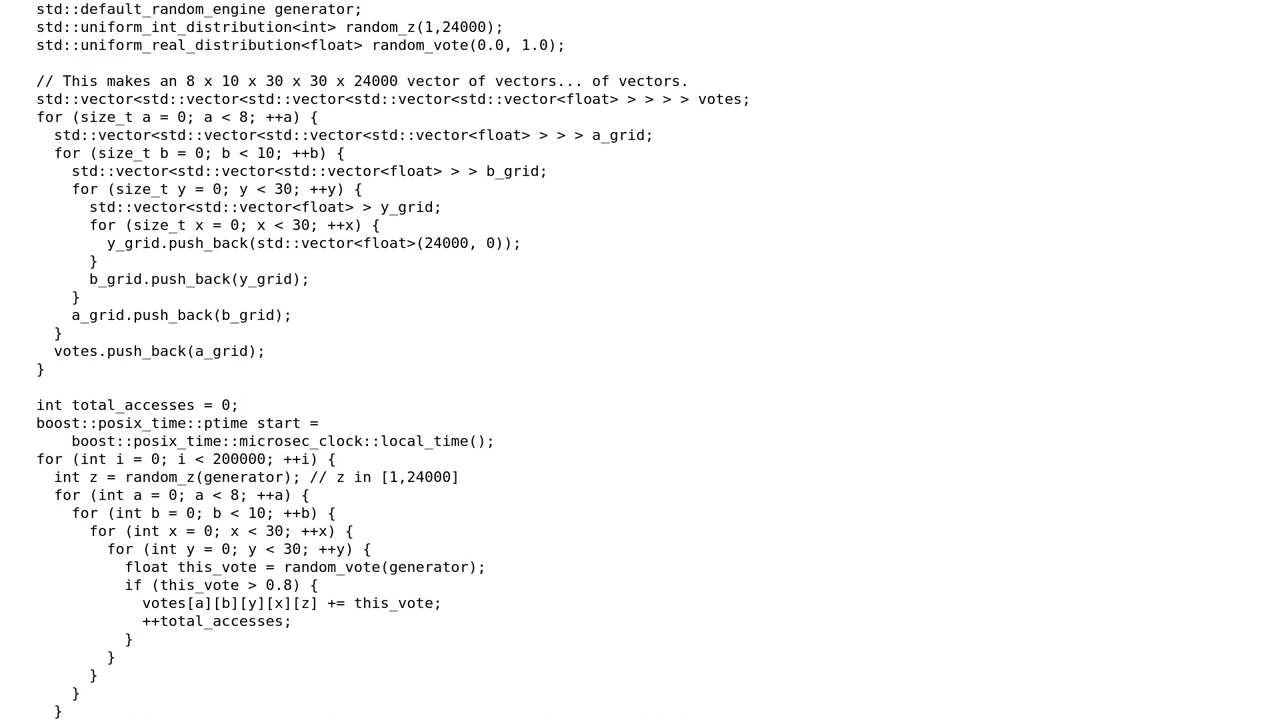 std::default_random_engine generator;
std::uniform_int_distribution<int> random_z(1,24000);
std::uniform_real_distribution<float> random_vote(0.0, 1.0);

// This makes an 8 x 10 x 30 x 30 x 24000 vector of vectors... of vectors.
std::vector<std::vector<std::vector<std::vector<std::vector<float> > > > > votes;
for (size_t a = 0; a < 8; ++a) {
  std::vector<std::vector<std::vector<std::vector<float> > > > a_grid;
  for (size_t b = 0; b < 10; ++b) {
    std::vector<std::vector<std::vector<float> > > b_grid;
    for (size_t y = 0; y < 30; ++y) {
      std::vector<std::vector<float> > y_grid;
      for (size_t x = 0; x < 30; ++x) {
        y_grid.push_back(std::vector<float>(24000, 0));
      }
      b_grid.push_back(y_grid);
    }
    a_grid.push_back(b_grid);
  }
  votes.push_back(a_grid);
}

int total_accesses = 0;
boost::posix_time::ptime start =
    boost::posix_time::microsec_clock::local_time();
for (int i = 0; i < 200000; ++i) {
  int z = random_z(generator); // z in [1,24000]
  for (int a = 0; a < 8; ++a) {
    for (int b = 0; b < 10; ++b) {
      for (int x = 0; x < 30; ++x) {
        for (int y = 0; y < 30; ++y) {
          float this_vote = random_vote(generator);
          if (this_vote > 0.8) {
            votes[a][b][y][x][z] += this_vote;
            ++total_accesses;
          }
        }
      }
    }
  }